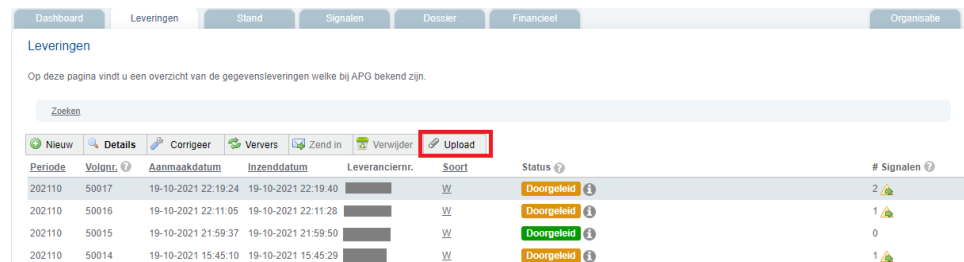 Dashboard Leveringen Stand Signalen Dossier Financieel Organisatie
Leveringen
Op deze pagina vindt u een overzicht van de gegevensleveringen welke bij APG bekend zijn.
Zoeken
Nieuw Details Corrigeer Ververs Zend in Verwijder Upload
Periode Volgnr. Aanmaakdatum Inzenddatum Leveranciernr. Soort Status # Signalen
202110 50017 19-10-2021 22:19:24 19-10-2021 22:19:40 W Doorgeleid 2
202110 50016 19-10-2021 22:11:05 19-10-2021 22:11:28 W Doorgeleid 1
202110 50015 19-10-2021 21:59:37 19-10-2021 21:59:50 W Doorgeleid 0
202110 50014 19-10-2021 15:45:10 19-10-2021 15:45:29 W Doorgeleid 1